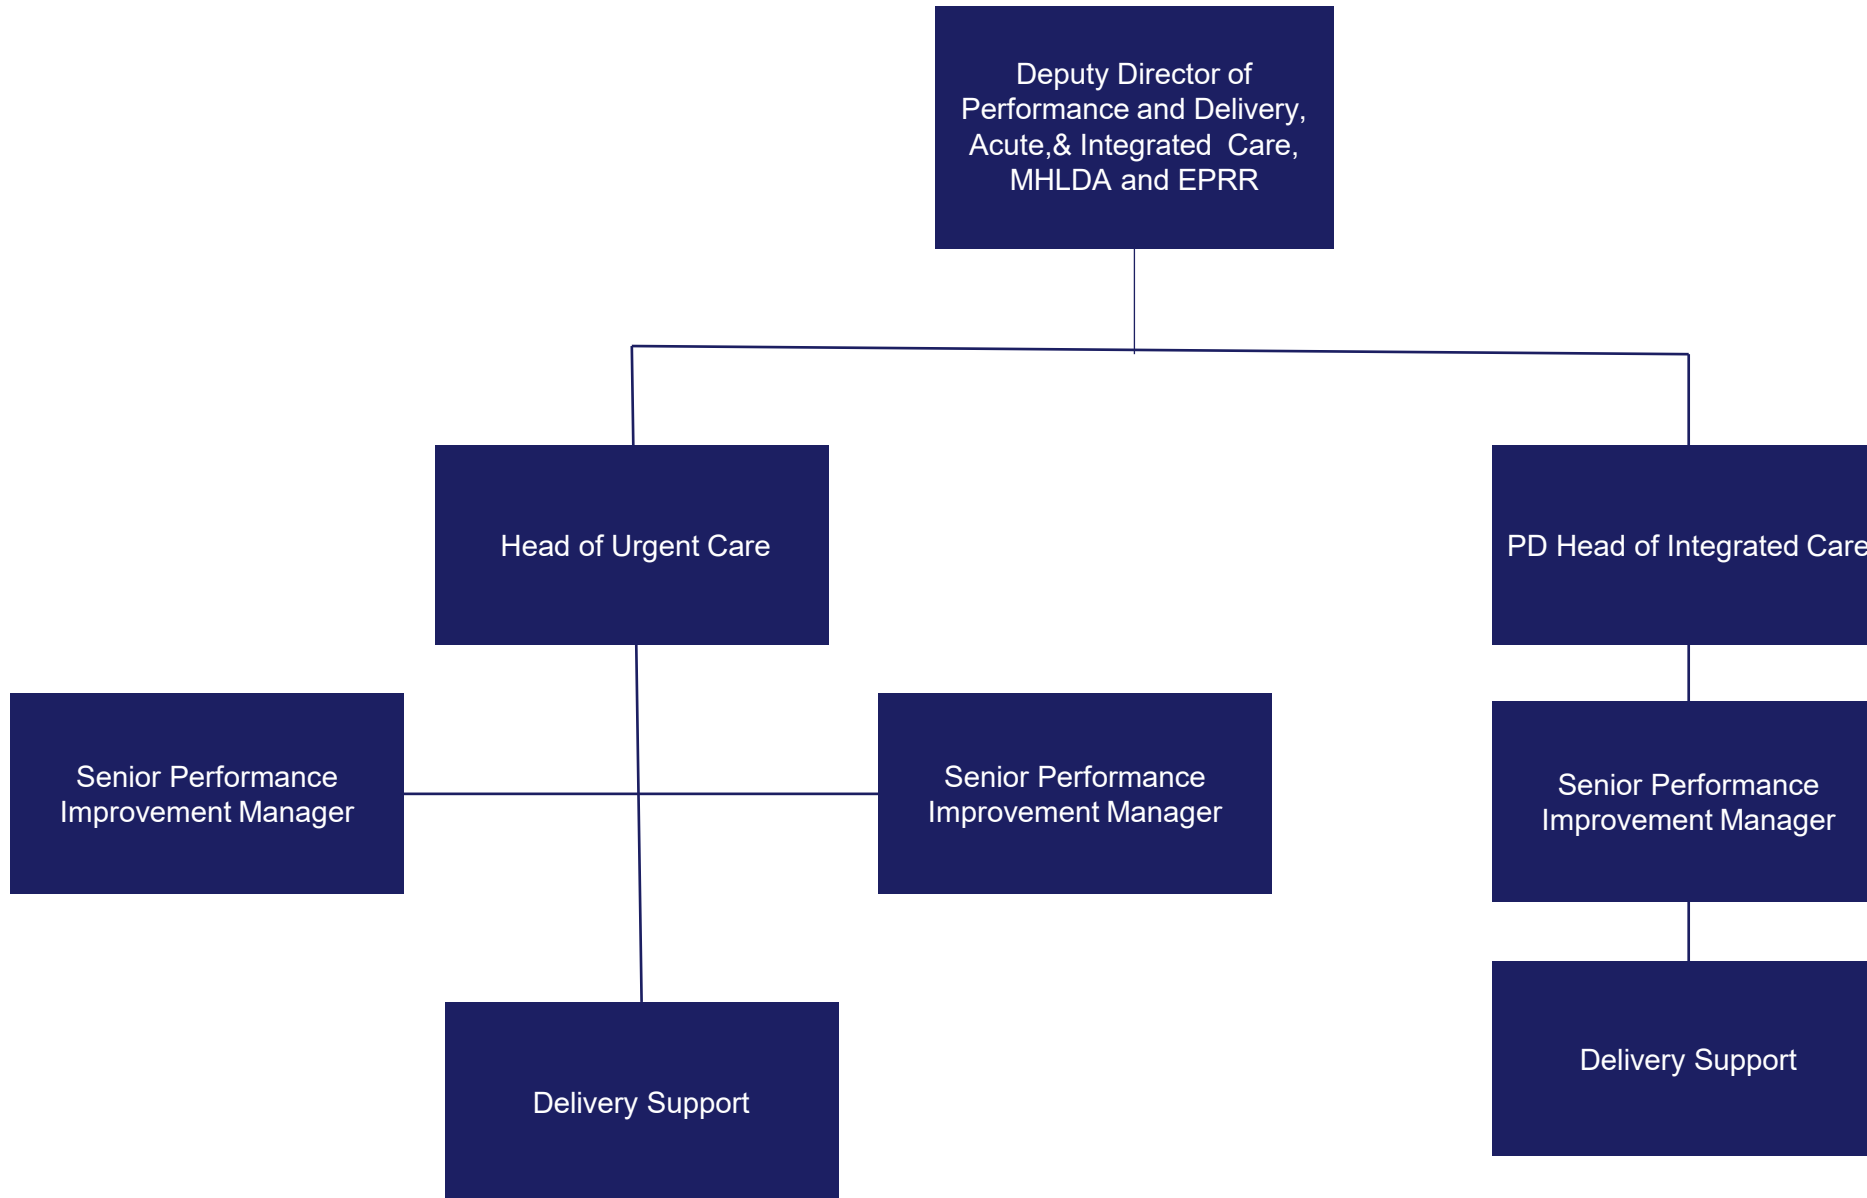 Deputy Director of
Performance and Delivery,
Acute,& Integrated Care,
MHLDA and EPRR
Head of Urgent Care
PD Head of Integrated Care
Senior Performance
Improvement Manager
Senior Performance
Improvement Manager
Senior Performance
Improvement Manager
Delivery Support
Delivery Support